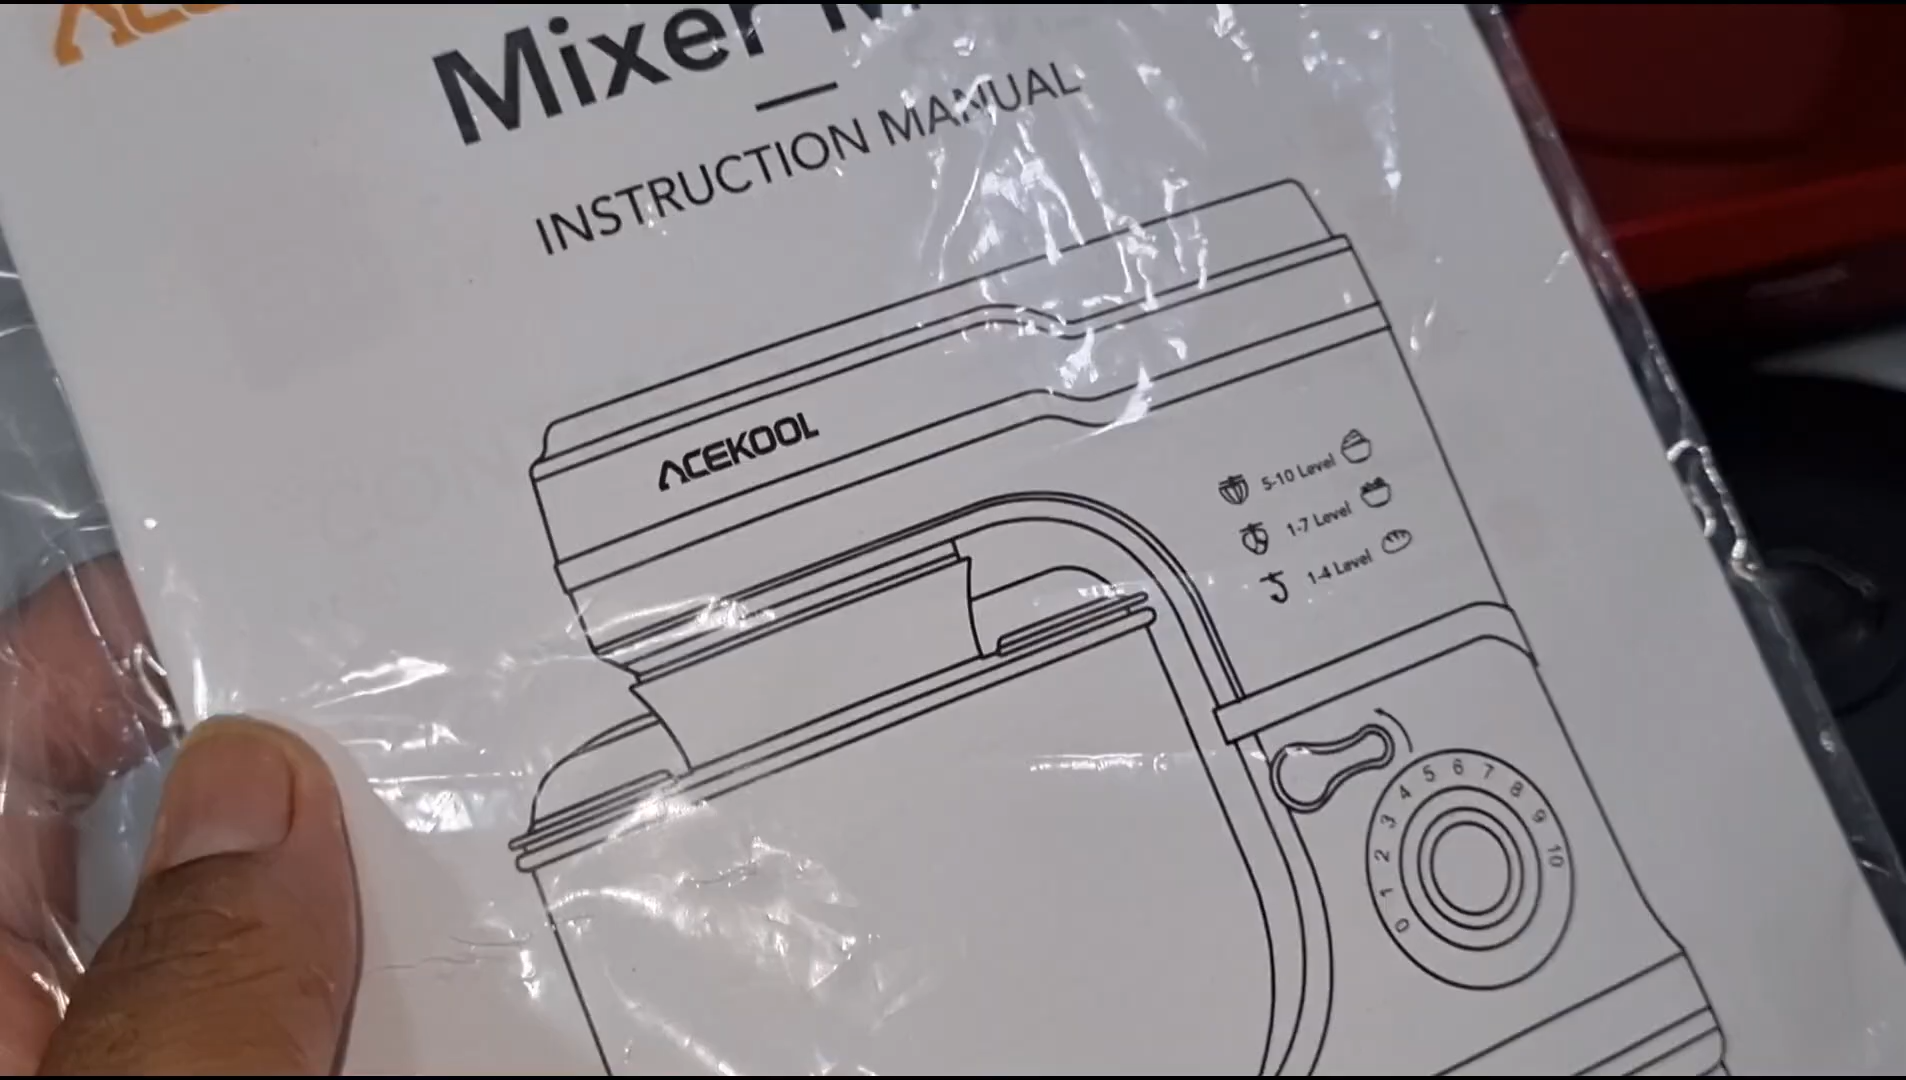 Mixer
INSTRUCTION MANUAL
ACEKOOL
5-10 Level
1-7 Level
1-4 Level
0 1 2 3 4 5 6 7 8 9 10